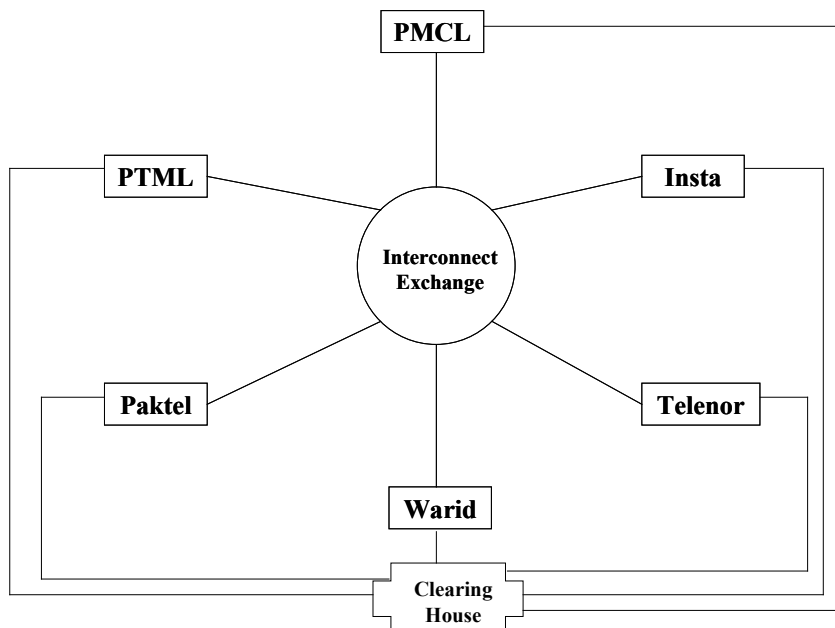 PMCL
PTML
Insta
Interconnect
Exchange
Paktel
Telenor
Warid
Clearing
House